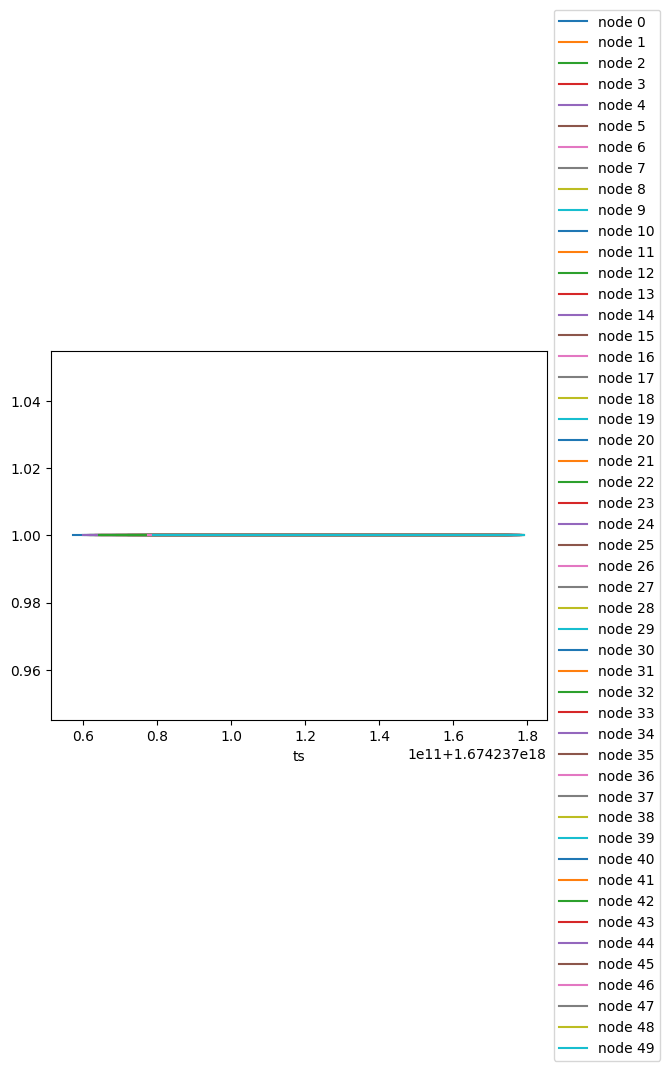 1.04
1.02
1.00
0.98
0.96
0.6 0.8 1.0 1.2 1.4 1.6 1.8
ts
1e11+1.674237e18
node 0
node 1
node 2
node 3
node 4
node 5
node 6
node 7
node 8
node 9
node 10
node 11
node 12
node 13
node 14
node 15
node 16
node 17
node 18
node 19
node 20
node 21
node 22
node 23
node 24
node 25
node 26
node 27
node 28
node 29
node 30
node 31
node 32
node 33
node 34
node 35
node 36
node 37
node 38
node 39
node 40
node 41
node 42
node 43
node 44
node 45
node 46
node 47
node 48
node 49